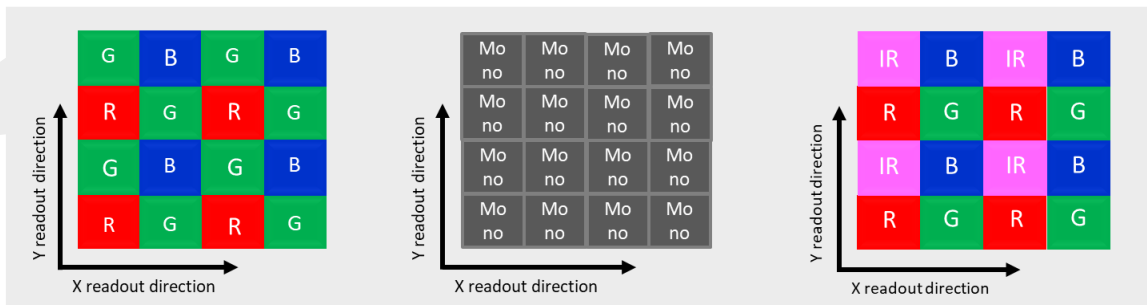 G B G B
R G R G
G B G B
R G R G
Y readout direction
X readout direction
Mo Mo Mo Mo
no no no no
Mo Mo Mo Mo
no no no no
Mo Mo Mo Mo
no no no no
Mo Mo Mo Mo
no no no no
Y readout direction
X readout direction
IR B IR B
R G R G
IR B IR B
R G R G
Y readout direction
X readout direction